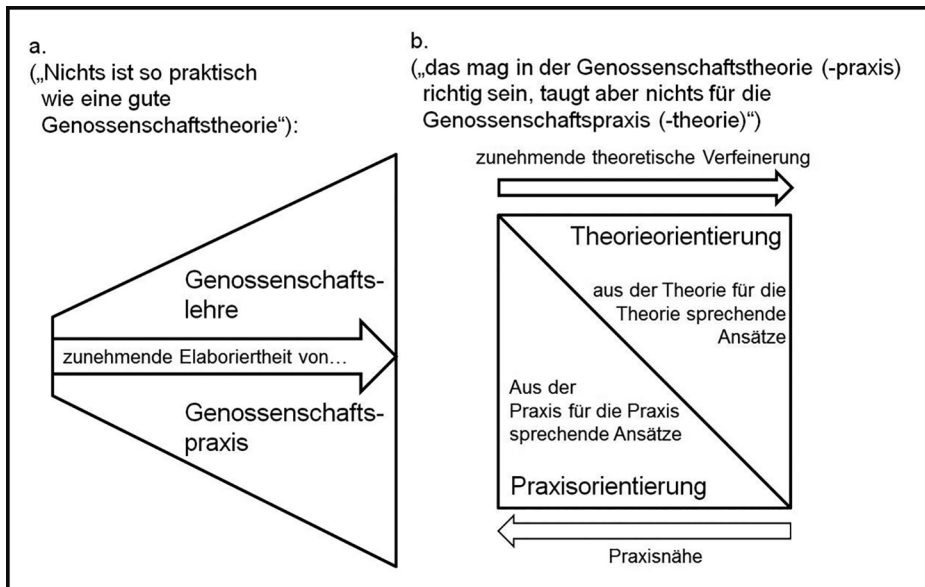 a.
(„Nichts ist so praktisch
wie eine gute
Genossenschaftstheorie“):
Genossenschafts-
lehre
zunehmende Elaboriertheit von…
Genossenschafts-
praxis
b.
(„das mag in der Genossenschaftstheorie (-praxis)
richtig sein, taugt aber nichts für die
Genossenschaftspraxis (-theorie)“)
zunehmende theoretische Verfeinerung
Theorieorientierung
aus der Theorie für die
Theorie sprechende
Ansätze
Aus der
Praxis für die Praxis
sprechende Ansätze
Praxisorientierung
Praxisnähe